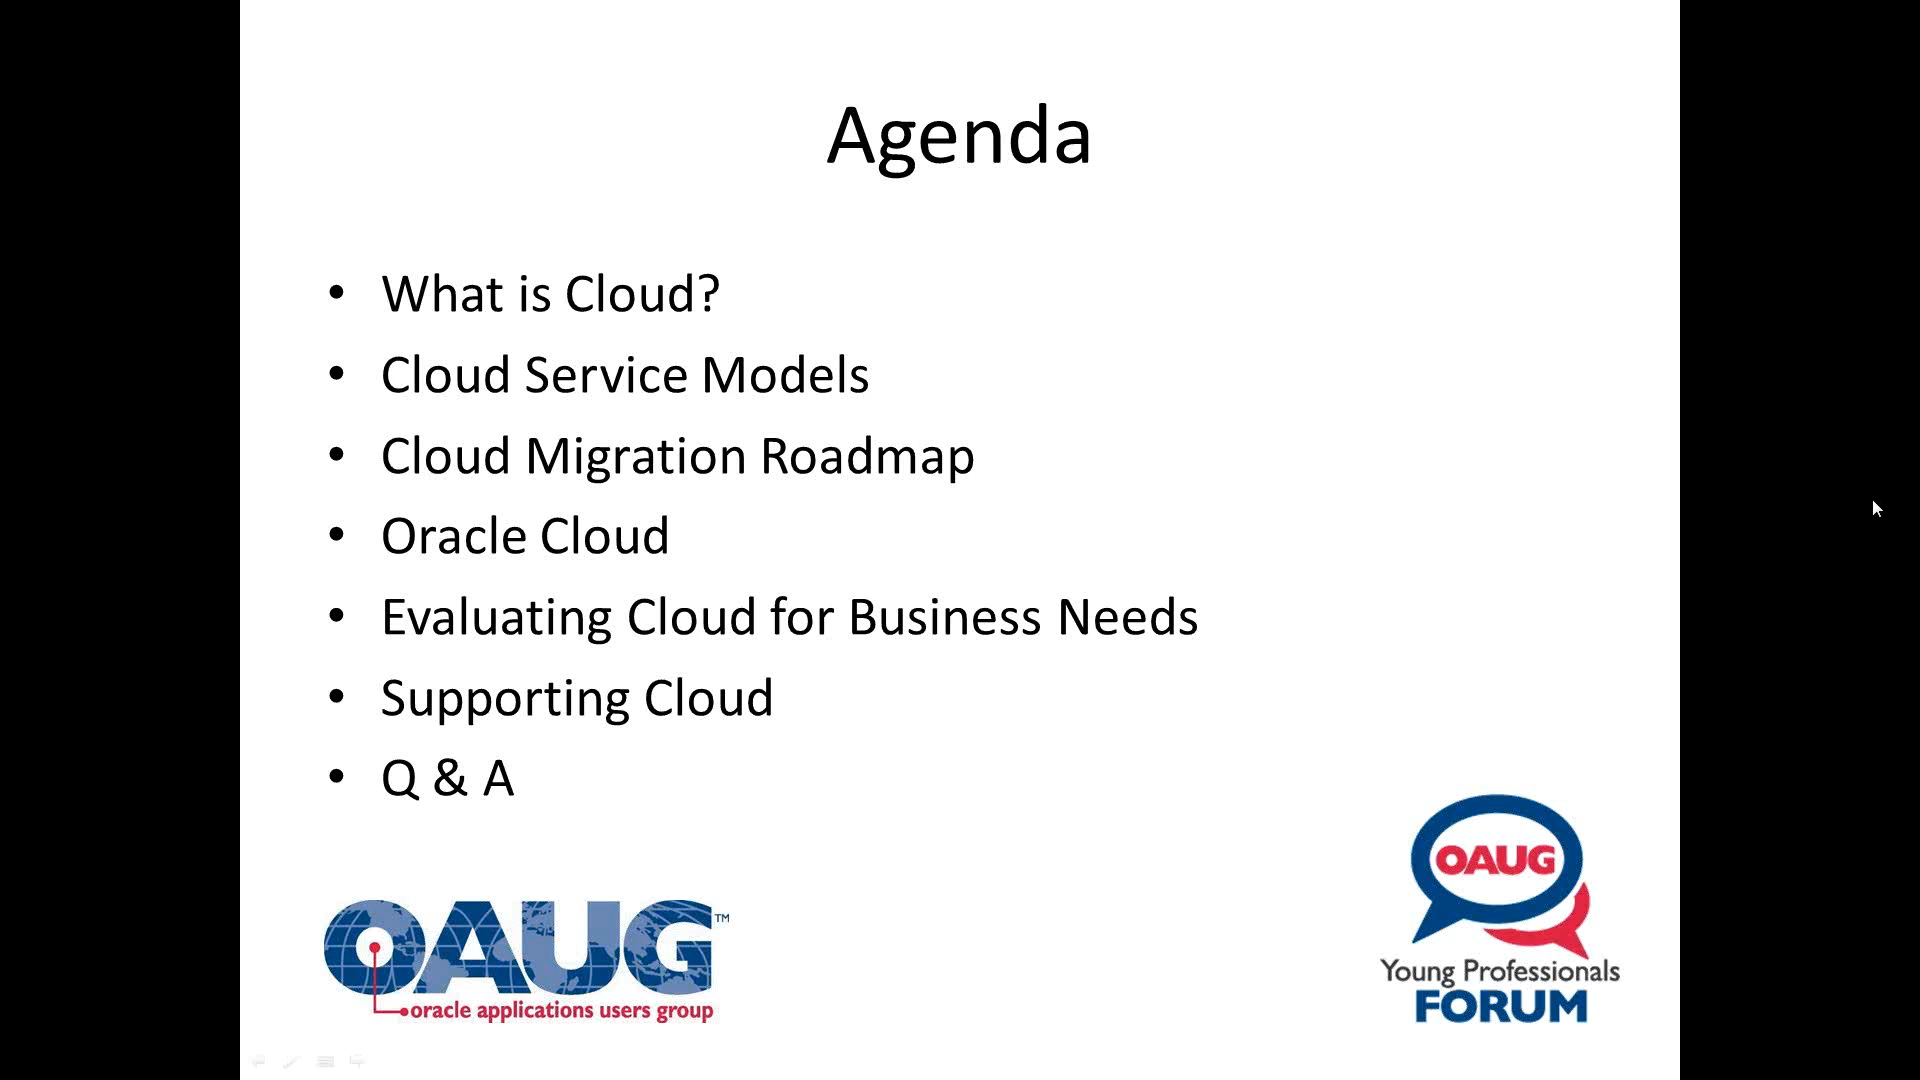 Agenda
• What is Cloud?
• Cloud Service Models
• Cloud Migration Roadmap
• Oracle Cloud
• Evaluating Cloud for Business Needs
• Supporting Cloud
• Q & A
OAUG™
oracle applications users group
OAUG
Young Professionals
FORUM